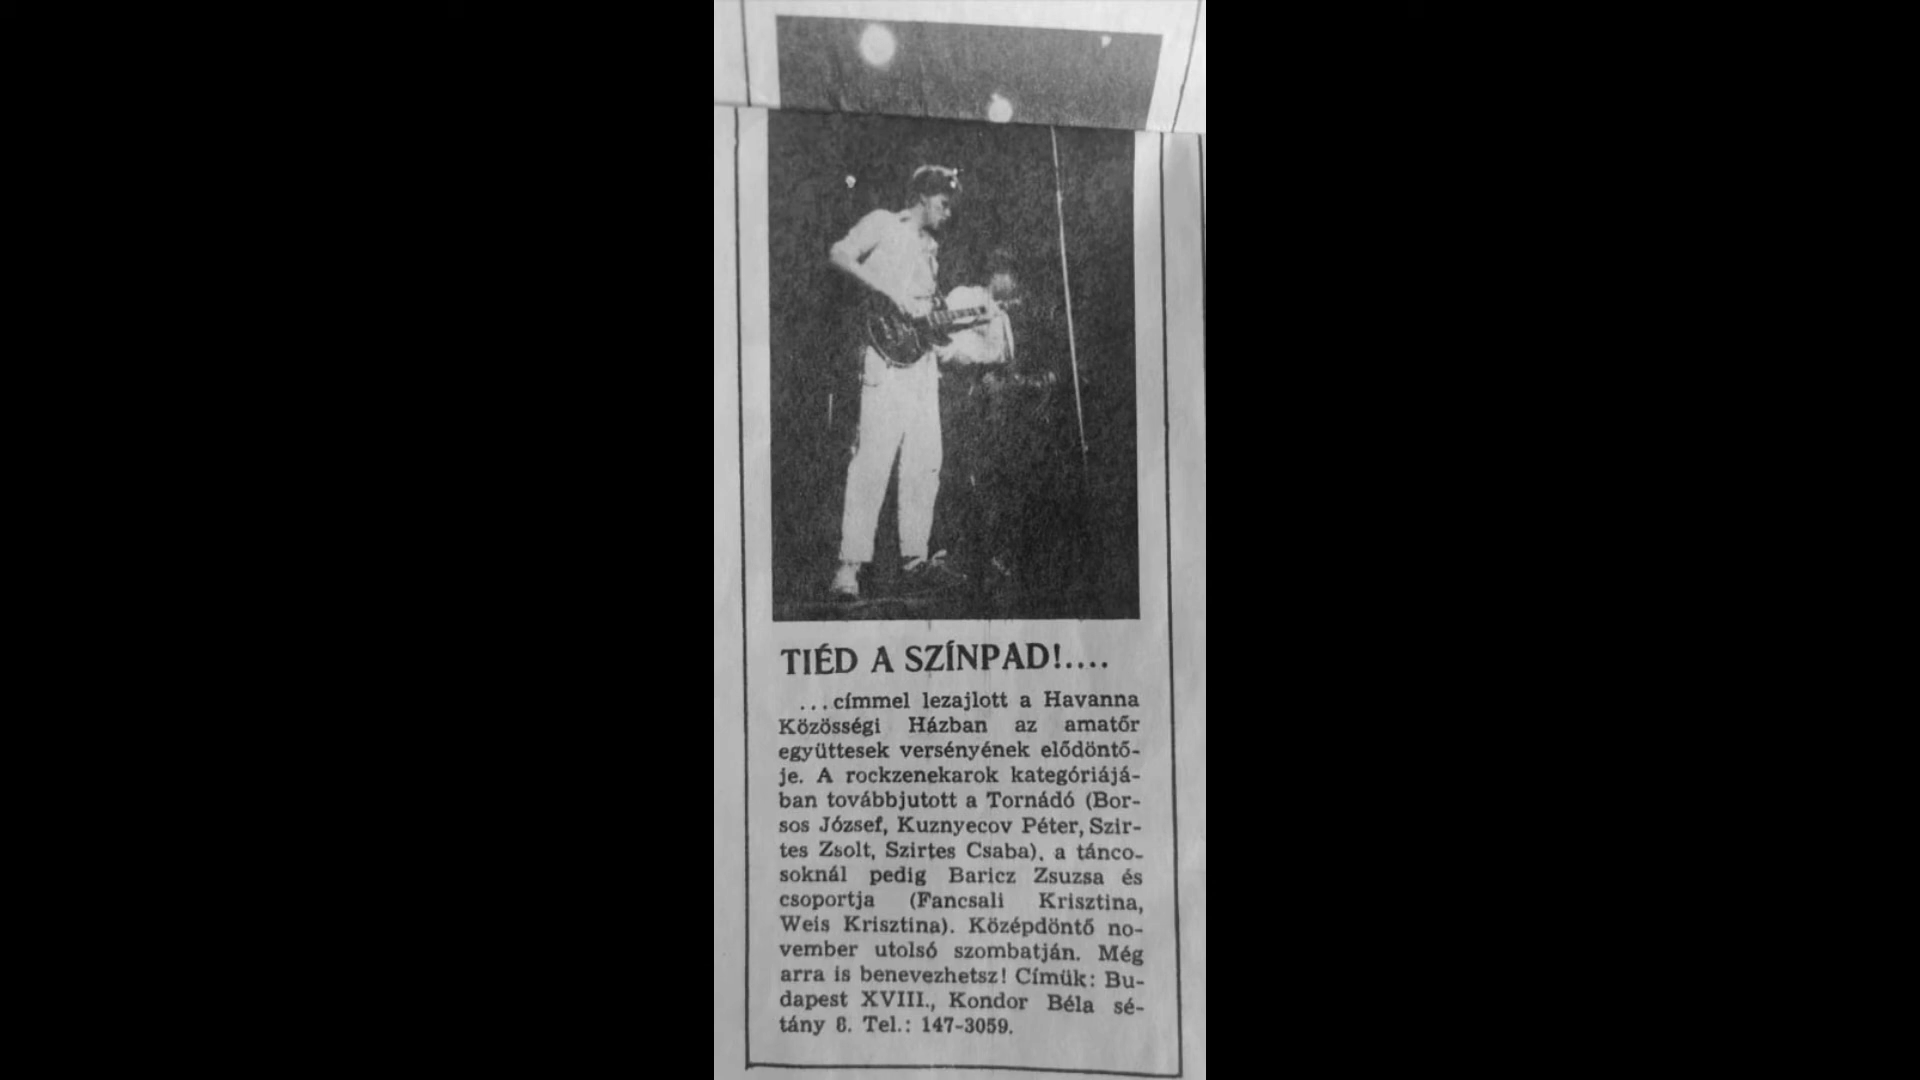 TIÉD A SZÍNPAD!....
...címmel lezajlott a Havanna
Közösségi Házban az amatőr
együttesek versényének elődöntő-
je. A rockzenekarok kategóriájá-
ban továbbjutott a Tornádó (Bor-
sos József, Kuznyecov Péter, Szir-
tes Zsolt, Szirtes Csaba), a tánco-
soknál pedig Baricz Zsuzsa és
csoportja (Fancsali Krisztina,
Weis Krisztina). Középdöntő no-
vember utolsó szombatján. Még
arra is benevezhetsz! Címük: Bu-
dapest XVIII., Kondor Béla sé-
tány 8. Tel.: 147-3059.